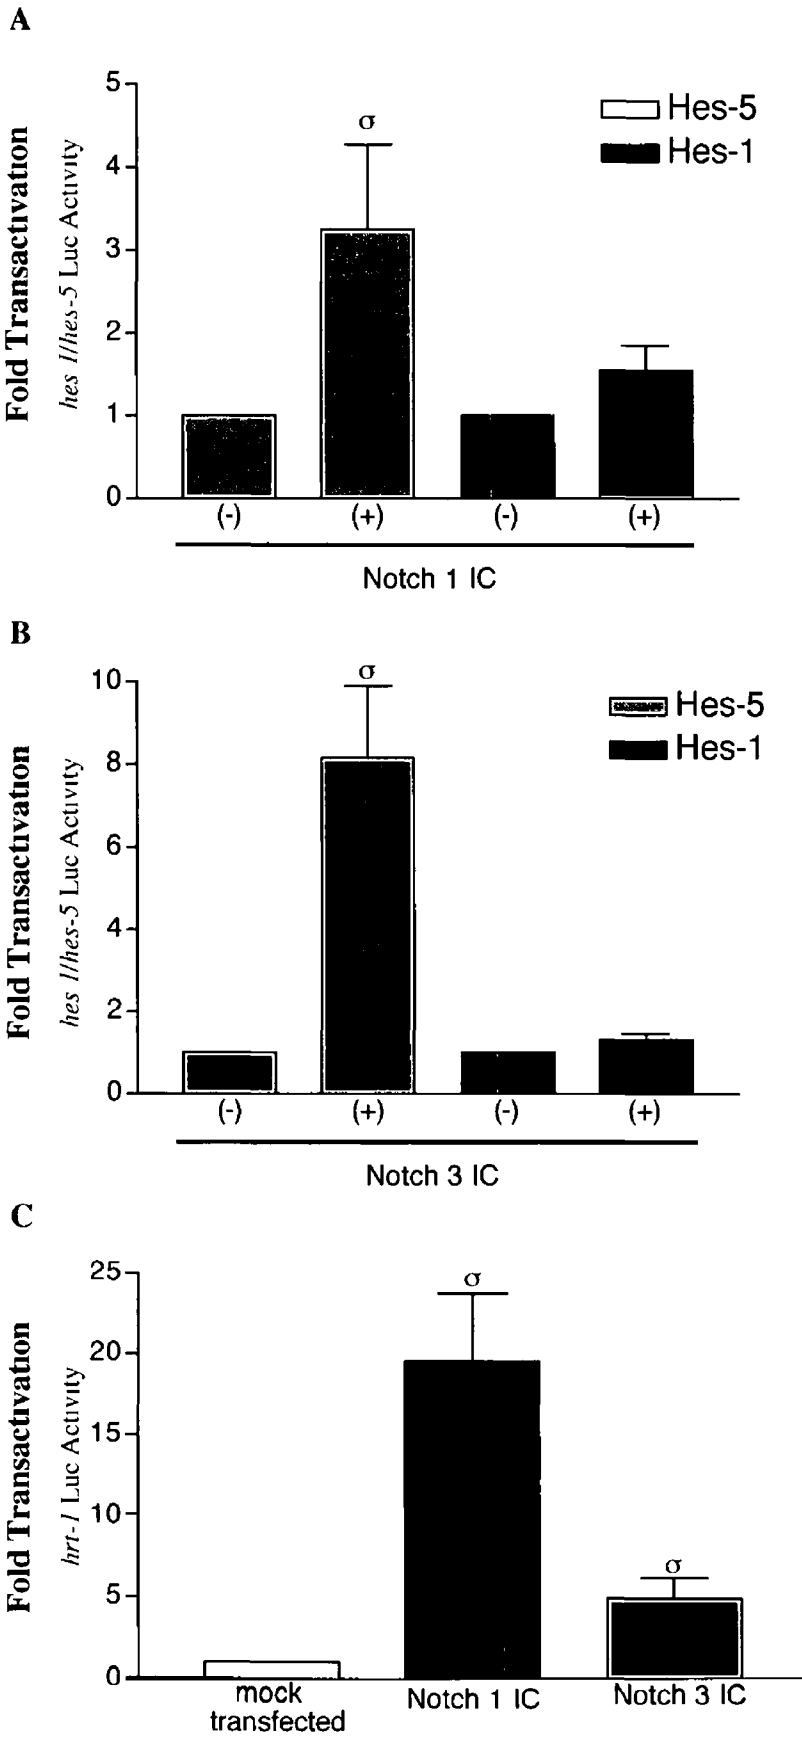 A
5
4
3
2
1
0
Fold Transactivation
hes 1/hes-5 Luc Activity
σ
Hes-5
Hes-1
(-) (+) (-) (+)
Notch 1 IC
B
10
8
6
4
2
0
Fold Transactivation
hes 1/hes-5 Luc Activity
σ
Hes-5
Hes-1
(-) (+) (-) (+)
Notch 3 IC
C
25
20
15
10
5
0
Fold Transactivation
hrt-1 Luc Activity
σ
σ
mock
transfected
Notch 1 IC
Notch 3 IC